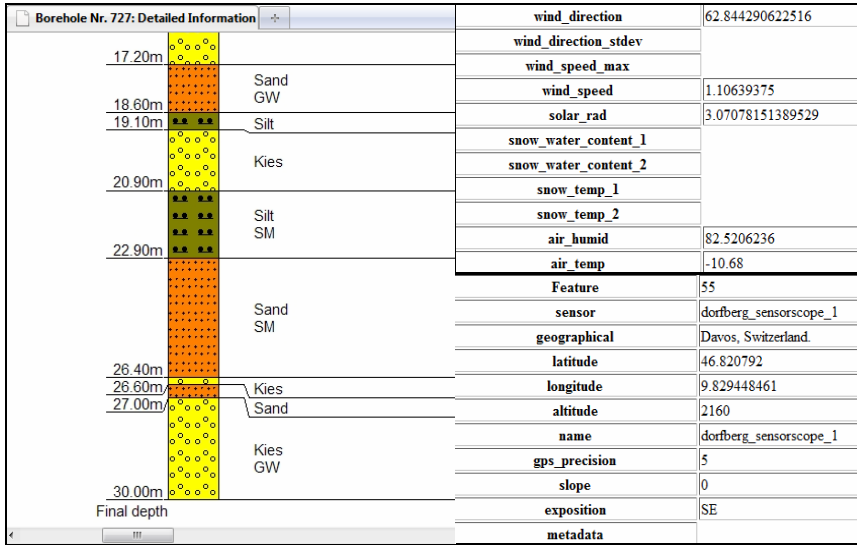 Borehole Nr. 727: Detailed Information
17.20m
Sand
GW
18.60m
19.10m
Silt
Kies
20.90m
Silt
SM
22.90m
Sand
SM
26.40m
26.60m
Kies
27.00m
Sand
Kies
GW
30.00m
Final depth
wind_direction 62.844290622516
wind_direction_stdev
wind_speed_max
wind_speed 1.10639375
solar_rad 3.07078151389529
snow_water_content_1
snow_water_content_2
snow_temp_1
snow_temp_2
air_humid 82.5206236
air_temp -10.68
Feature 55
sensor dorfberg_sensorscope_1
geographical Davos, Switzerland.
latitude 46.820792
longitude 9.829448461
altitude 2160
name dorfberg_sensorscope_1
gps_precision 5
slope 0
exposition SE
metadata